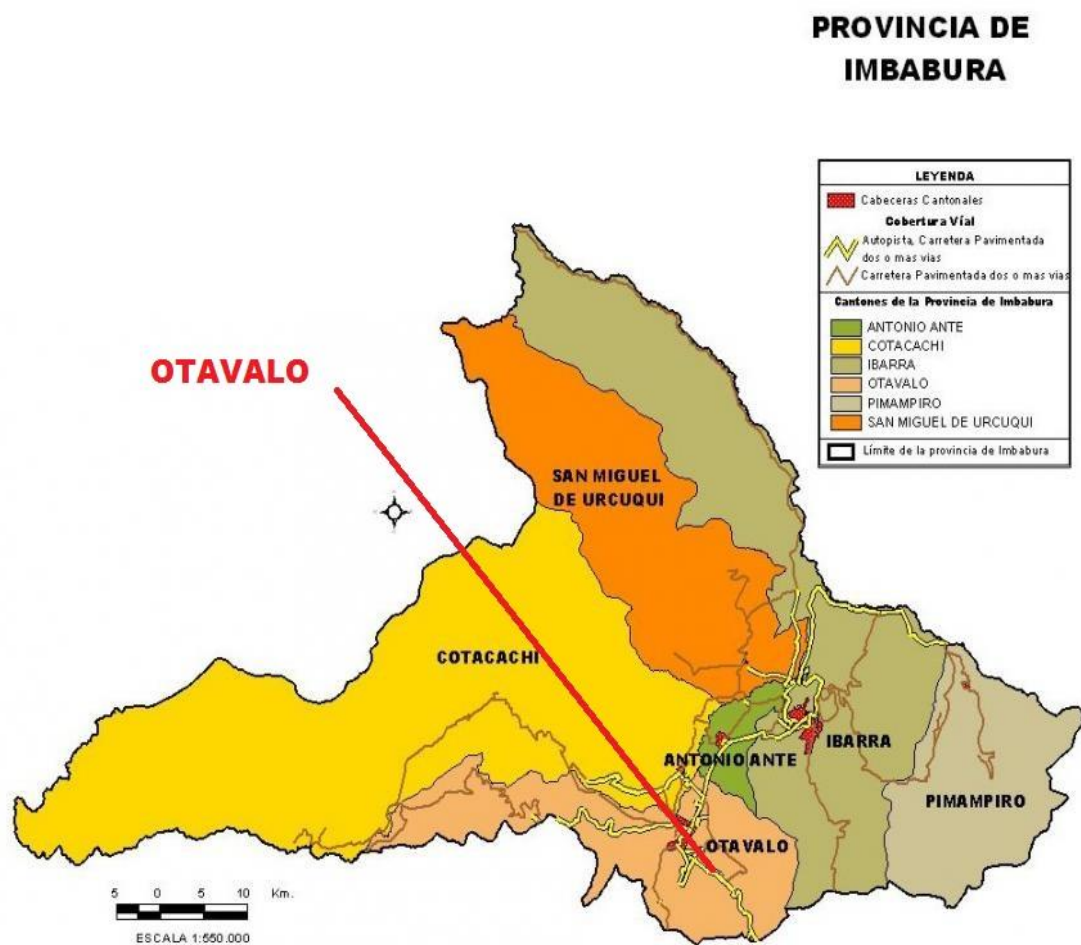 PROVINCIA DE
IMBABURA
LEYENDA
Cabeceras Cantonales
Cobertura Víal
Autopista, Carretera Pavimentada
dos o mas vias
Carretera Pavimentada dos o mas vias
Cantones de la Provincia de Imbabura
ANTONIO ANTE
COTACACHI
IBARRA
OTAVALO
PIMAMPIRO
SAN MIGUEL DE URCUQUI
Límite de la provincia de Imbabura
OTAVALO
SAN MIGUEL
DE URCUQUI
COTACACHI
IBARRA
ANTONIO ANTE
PIMAMPIRO
OTAVALO
5 0 5 10 Km.
ESCALA 1:550.000